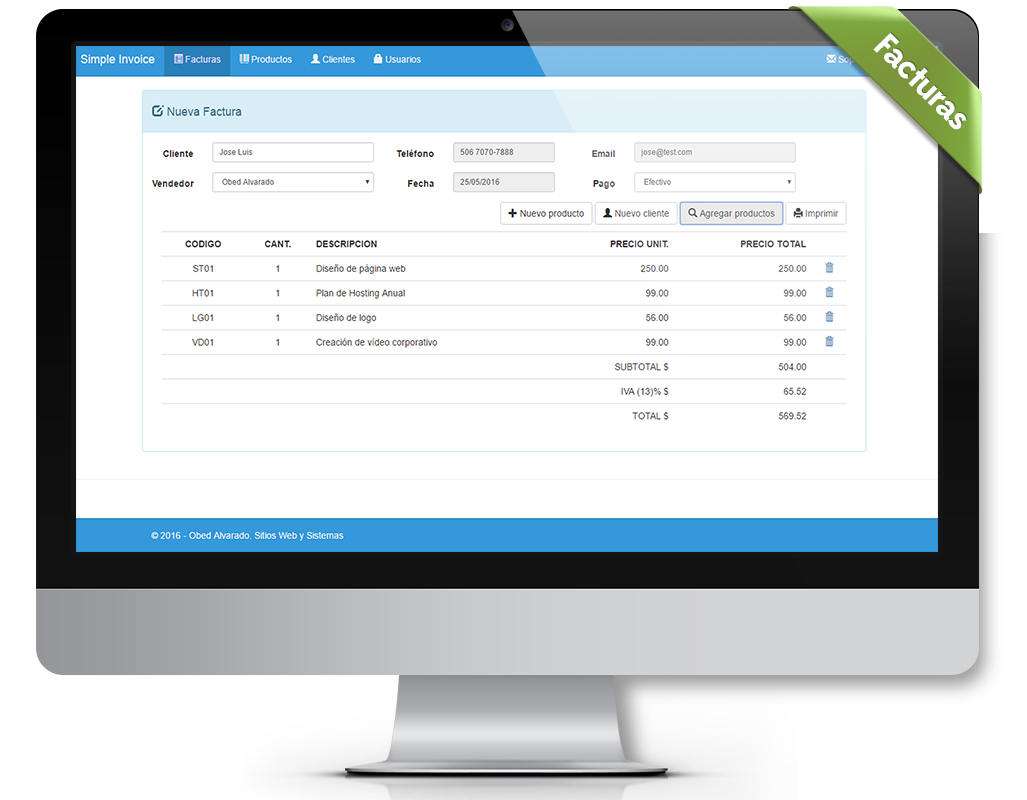 Facturas
Simple Invoice Facturas Productos Clientes Usuarios
Nueva Factura
Cliente Jose Luis Teléfono 506 7070-7888 Email jose@test.com
Vendedor Obed Alvarado Fecha 25/05/2016 Pago Efectivo
Nuevo producto Nuevo cliente Agregar productos Imprimir
CODIGO CANT. DESCRIPCION PRECIO UNIT. PRECIO TOTAL
ST01 1 Diseño de página web 250.00 250.00
HT01 1 Plan de Hosting Anual 99.00 99.00
LG01 1 Diseño de logo 56.00 56.00
VD01 1 Creación de vídeo corporativo 99.00 99.00
SUBTOTAL $ 504.00
IVA (13)% $ 65.52
TOTAL $ 569.52
© 2016 - Obed Alvarado. Sitios Web y Sistemas